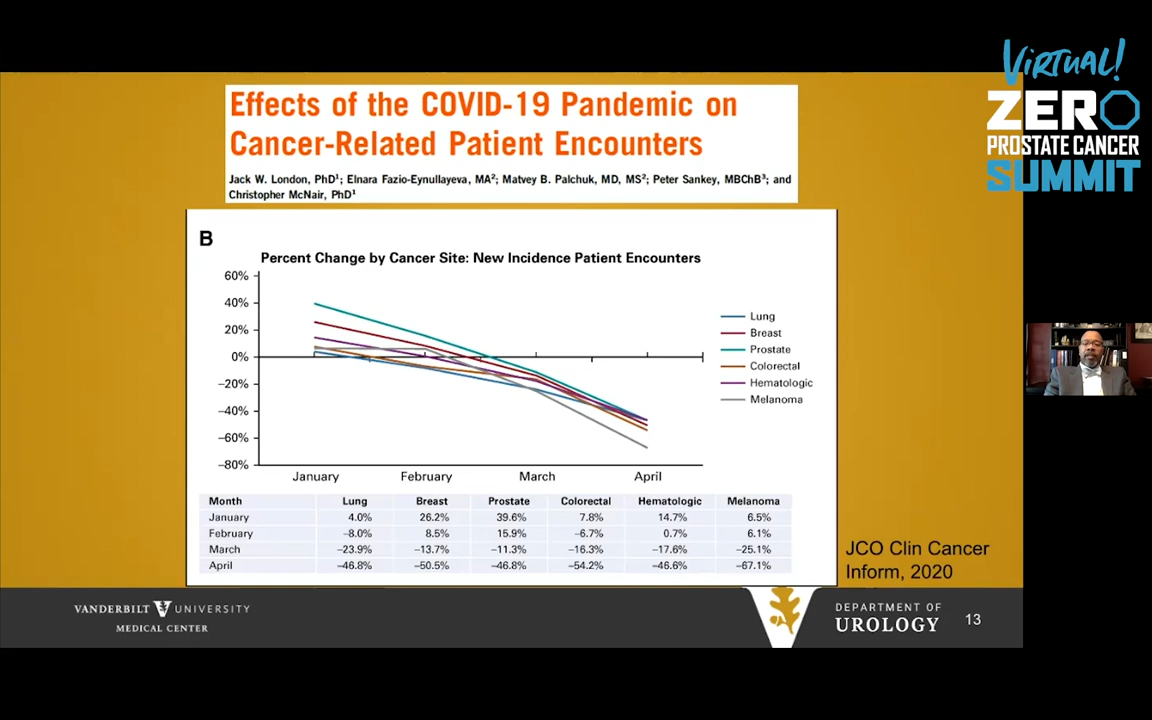 VIRTUAL!
ZERO
PROSTATE CANCER
SUMMIT
Effects of the COVID-19 Pandemic on
Cancer-Related Patient Encounters
Jack W. London, PhD1; Elnara Fazio-Eynullayeva, MA2; Matvey B. Palchuk, MD, MS2; Peter Sankey, MBChB3; and
Christopher McNair, PhD1
B
Percent Change by Cancer Site: New Incidence Patient Encounters
60%
40%
20%
0%
–20%
–40%
–60%
–80%
January February March April
Lung
Breast
Prostate
Colorectal
Hematologic
Melanoma
Month Lung Breast Prostate Colorectal Hematologic Melanoma
January 4.0% 26.2% 39.6% 7.8% 14.7% 6.5%
February –8.0% 8.5% 15.9% –6.7% 0.7% 6.1%
March –23.9% –13.7% –11.3% –16.3% –17.6% –25.1%
April –46.8% –50.5% –46.8% –54.2% –46.6% –67.1%
JCO Clin Cancer
Inform, 2020
VANDERBILT UNIVERSITY
MEDICAL CENTER
DEPARTMENT OF
UROLOGY
13